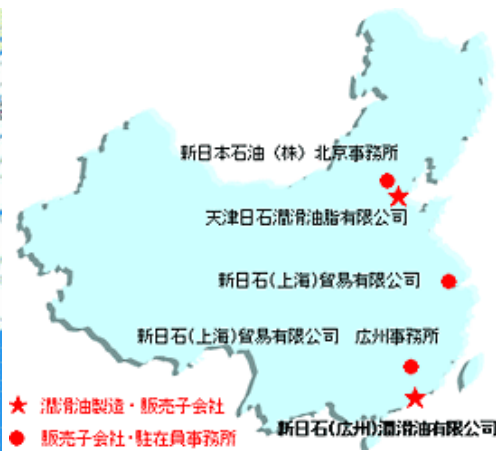 新日本石油（株）北京事務所
天津日石潤滑油脂有限公司
新日石(上海)貿易有限公司
新日石(上海)貿易有限公司　広州事務所
新日石(広州)潤滑油有限公司
★ 潤滑油製造・販売子会社
● 販売子会社・駐在員事務所